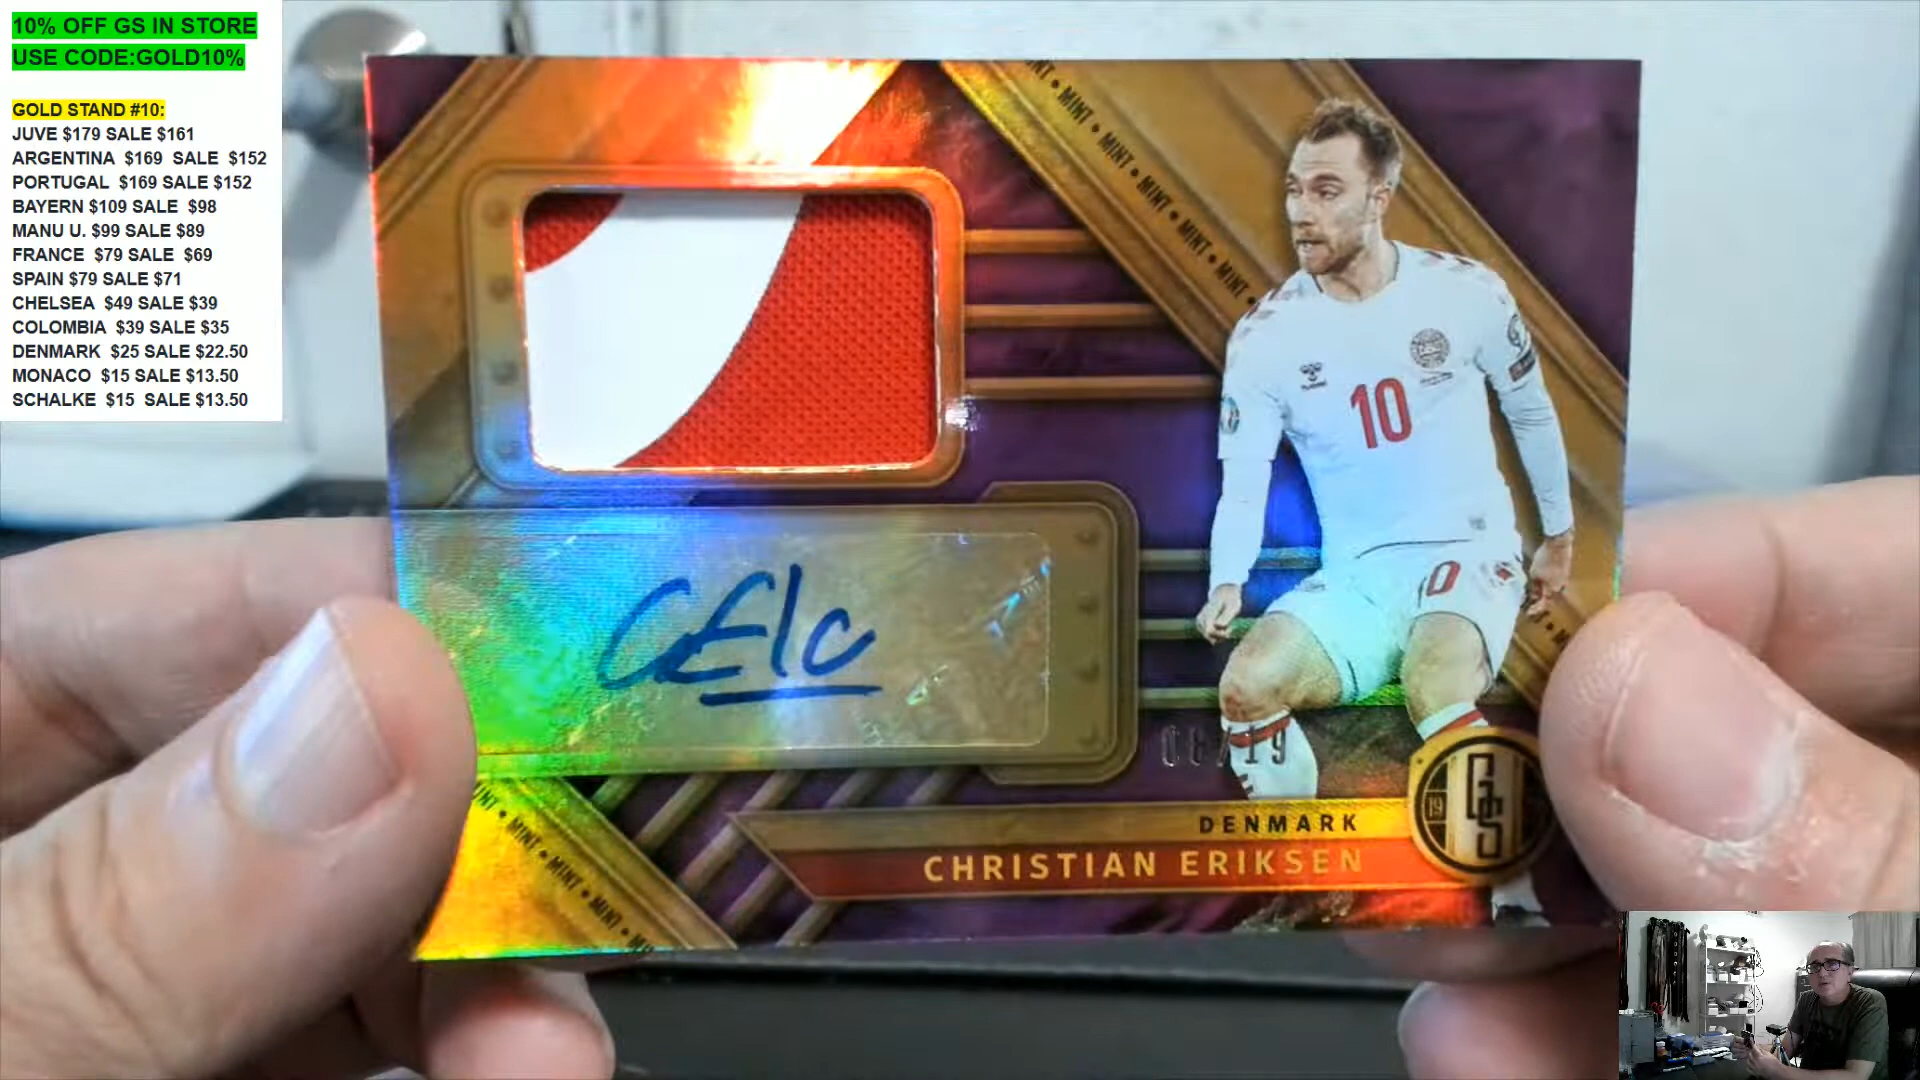 10% OFF GS IN STORE
USE CODE:GOLD10%
GOLD STAND #10:
JUVE $179 SALE $161
ARGENTINA $169 SALE $152
PORTUGAL $169 SALE $152
BAYERN $109 SALE $98
MANU U. $99 SALE $89
FRANCE $79 SALE $69
SPAIN $79 SALE $71
CHELSEA $49 SALE $39
COLOMBIA $39 SALE $35
DENMARK $25 SALE $22.50
MONACO $15 SALE $13.50
SCHALKE $15 SALE $13.50
MINT • MINT • MINT • MINT • MINT
10
0
MINT • MINT • MINT • MINT
DENMARK
CHRISTIAN ERIKSEN
19
GS